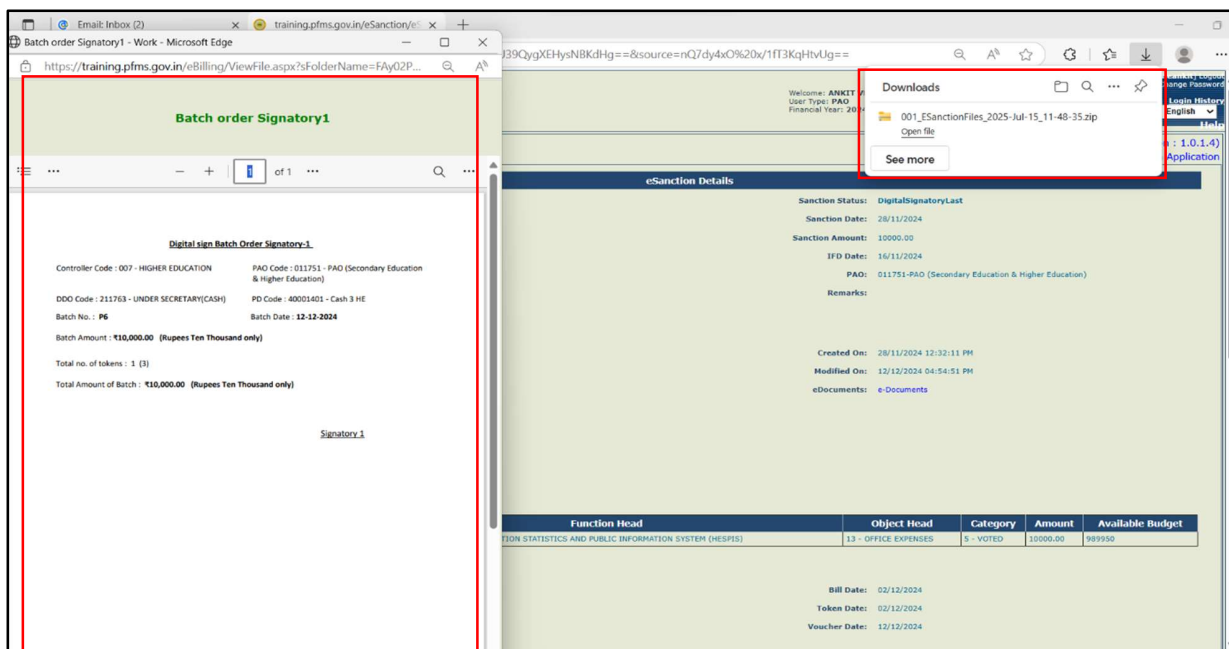 Email: Inbox (2)
training.pfms.gov.in/eSanction/eS
Batch order Signatory1 - Work - Microsoft Edge
https://training.pfms.gov.in/eBilling/ViewFile.aspx?sFolderName=FAy02P...
Batch order Signatory1
1 of 1
Digital sign Batch Order Signatory-1
Controller Code : 007 - HIGHER EDUCATION PAO Code : 011751 - PAO (Secondary Education
& Higher Education)
DDO Code : 211763 - UNDER SECRETARY(CASH) PD Code : 40001401 - Cash 3 HE
Batch No. : P6 Batch Date : 12-12-2024
Batch Amount : ₹10,000.00 (Rupees Ten Thousand only)
Total no. of tokens : 1 (3)
Total Amount of Batch : ₹10,000.00 (Rupees Ten Thousand only)
Signatory 1
J39QygXEHysNBKdHg==&source=nQ7dy4xO%20x/1fT3KqHtvUg==
Welcome: ANKIT
User Type: PAO
Financial Year:
Downloads
001_ESanctionFiles_2025-Jul-15_11-48-35.zip
Open file
See more
Logout
Change Password
Login History
English
Help
: 1.0.1.4)
Application
eSanction Details
Sanction Status: DigitalSignatoryLast
Sanction Date: 28/11/2024
Sanction Amount: 10000.00
IFD Date: 16/11/2024
PAO: 011751-PAO (Secondary Education & Higher Education)
Remarks:
Created On: 28/11/2024 12:32:11 PM
Modified On: 12/12/2024 04:54:51 PM
eDocuments: e-Documents
Function Head Object Head Category Amount Available Budget
TION STATISTICS AND PUBLIC INFORMATION SYSTEM (HESPIS) 13 - OFFICE EXPENSES 5 - VOTED 10000.00 989950
Bill Date: 02/12/2024
Token Date: 02/12/2024
Voucher Date: 12/12/2024